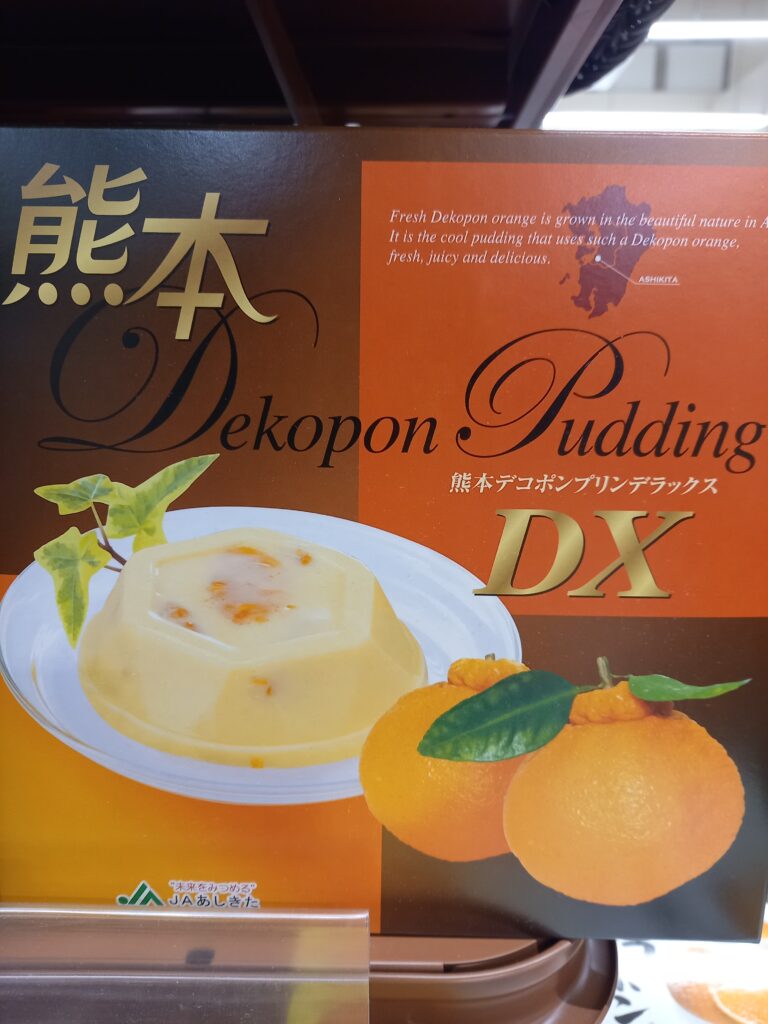 熊本
Fresh Dekopon orange is grown in the beautiful nature in
It is the cool pudding that uses such a Dekopon orange,
fresh, juicy and delicious.
ASHIKITA
Dekopon Pudding
熊本デコポンプリンデラックス
DX
"未来をみつめる"
JAあしきた